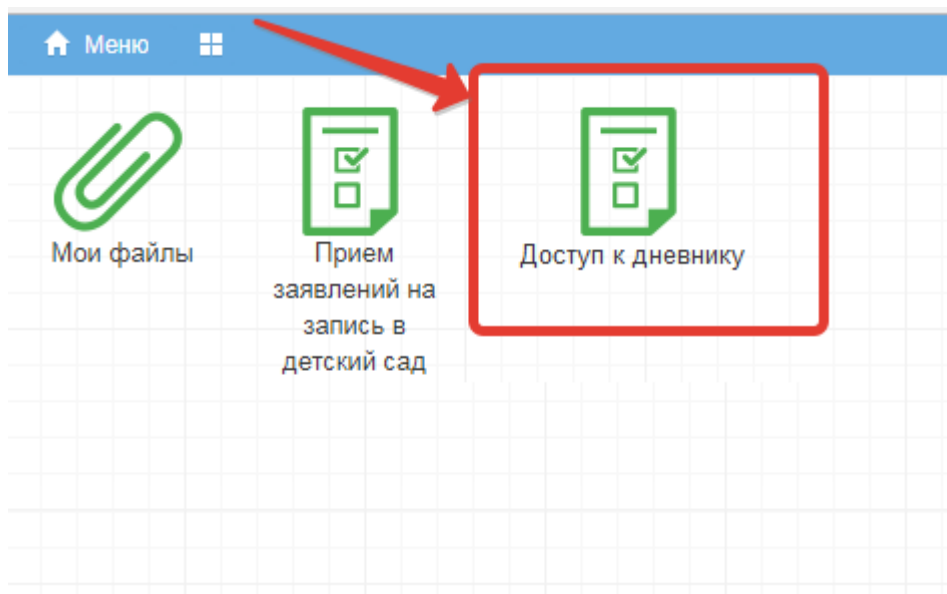 Меню
Мои файлы
Прием
заявлений на
запись в
детский сад
Доступ к дневнику